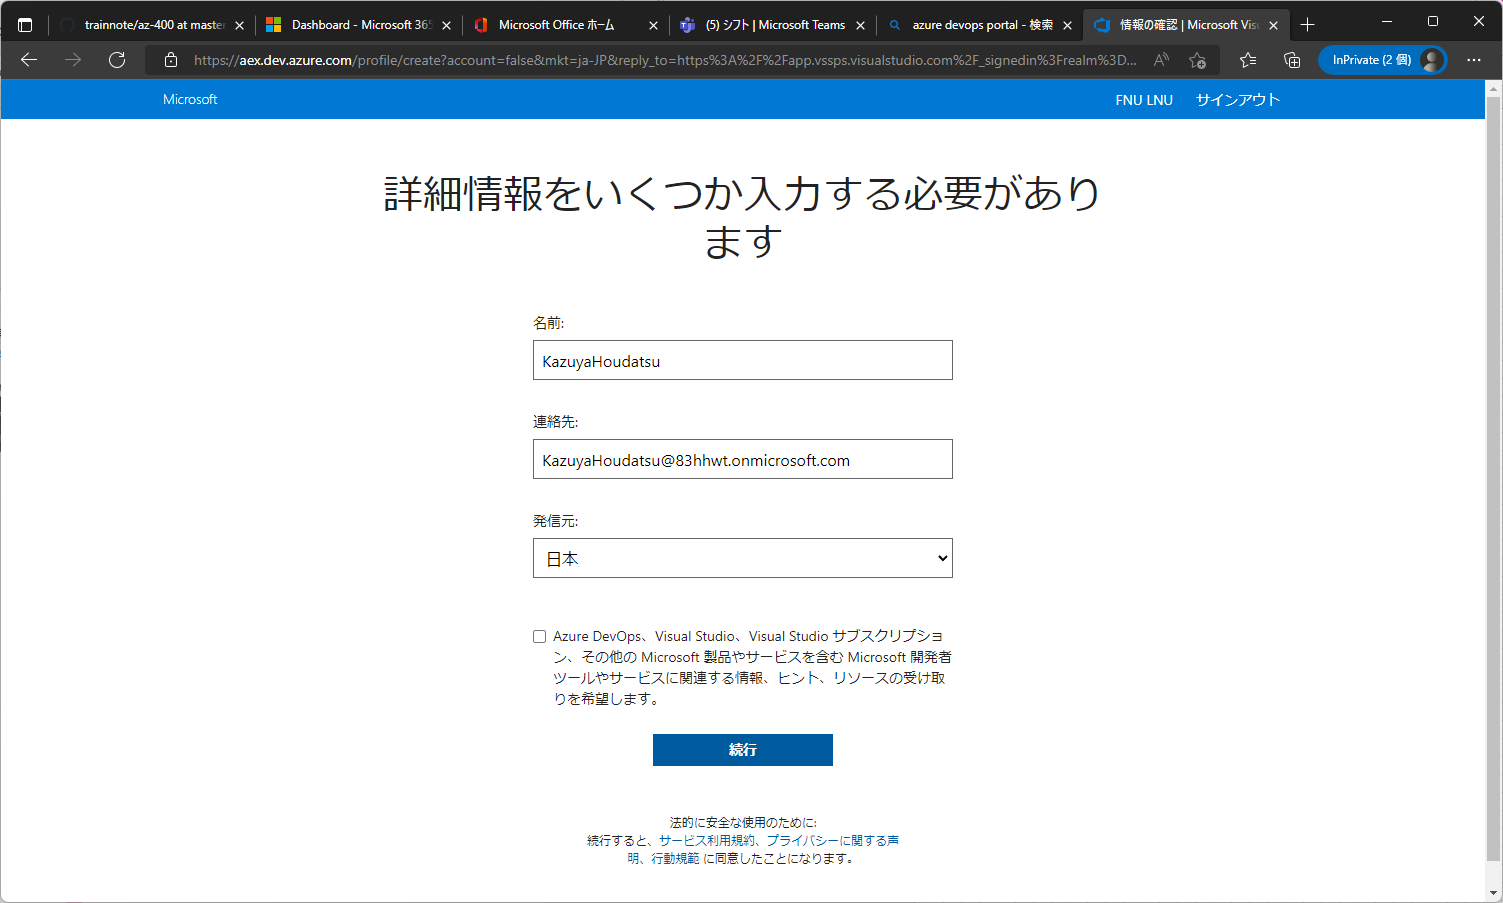 trainnote/az-400 at master
Dashboard - Microsoft 365
Microsoft Office ホーム
(5) シフト | Microsoft Teams
azure devops portal - 検索
情報の確認 | Microsoft Visu
https://aex.dev.azure.com/profile/create?account=false&mkt=ja-JP&reply_to=https%3A%2F%2Fapp.vssps.visualstudio.com%2F_signedin%3Frealm%3D...
InPrivate (2 個)
Microsoft
FNU LNU
サインアウト
詳細情報をいくつか入力する必要があり
ます
名前:
KazuyaHoudatsu
連絡先:
KazuyaHoudatsu@83hhwt.onmicrosoft.com
発信元:
日本
Azure DevOps、Visual Studio、Visual Studio サブスクリプショ
ン、その他の Microsoft 製品やサービスを含む Microsoft 開発者
ツールやサービスに関連する情報、ヒント、リソースの受け取
りを希望します。
続行
法的に安全な使用のために:
続行すると、サービス利用規約、プライバシーに関する声
明、行動規範 に同意したことになります。